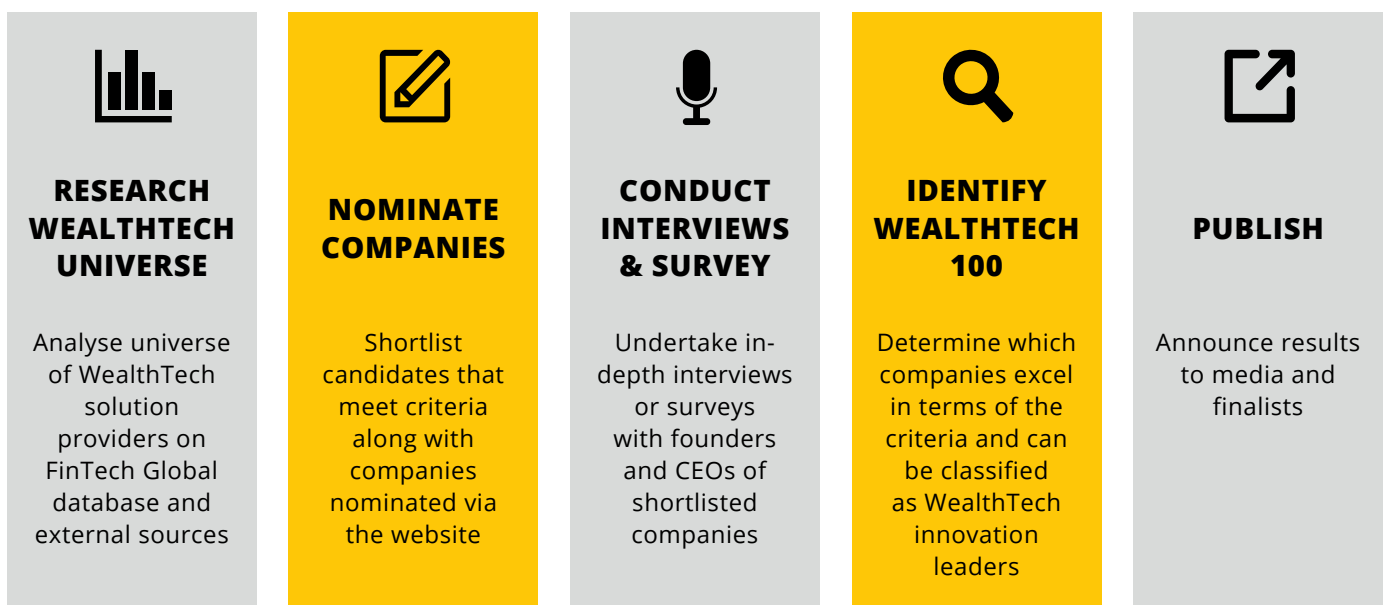 RESEARCH
WEALTHTECH
UNIVERSE
Analyse universe
of WealthTech
solution
providers on
FinTech Global
database and
external sources
NOMINATE
COMPANIES
Shortlist
candidates that
meet criteria
along with
companies
nominated via
the website
CONDUCT
INTERVIEWS
& SURVEY
Undertake in-
depth interviews
or surveys
with founders
and CEOs of
shortlisted
companies
IDENTIFY
WEALTHTECH
100
Determine which
companies excel
in terms of the
criteria and can
be classified
as WealthTech
innovation
leaders
PUBLISH
Announce results
to media and
finalists